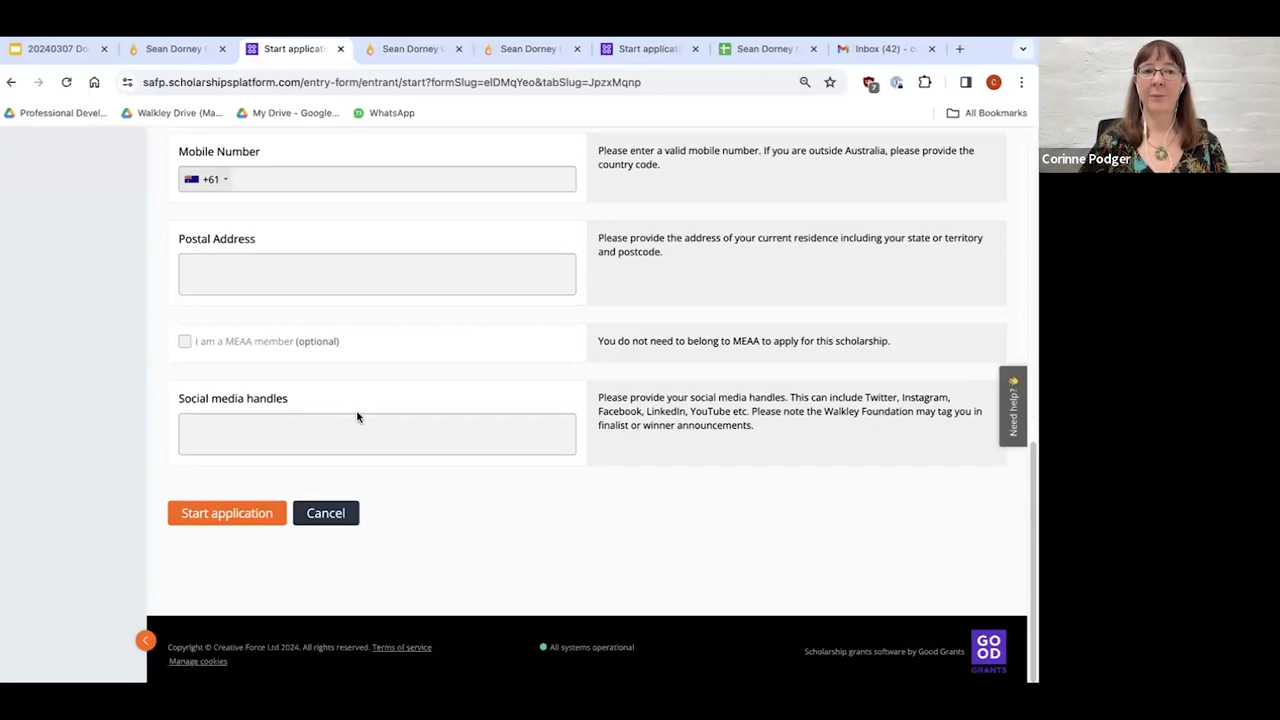 20240307 Do
Sean Dorney
Start applicati
Sean Dorney
Sean Dorney
Start applicat
Sean Dorney
Inbox (42) - c
safp.scholarshipsplatform.com/entry-form/entrant/start?formSlug=elDMqYeo&tabSlug=JpzxMqnp
7
C
Professional Devel...
Walkley Drive (Ma...
My Drive - Google...
WhatsApp
All Bookmarks
Corinne Podger
Mobile Number
+61
Please enter a valid mobile number. If you are outside Australia, please provide the
country code.
Postal Address
Please provide the address of your current residence including your state or territory
and postcode.
I am a MEAA member (optional)
You do not need to belong to MEAA to apply for this scholarship.
Social media handles
Please provide your social media handles. This can include Twitter, Instagram,
Facebook, LinkedIn, YouTube etc. Please note the Walkley Foundation may tag you in
finalist or winner announcements.
Need help?
Start application
Cancel
Copyright © Creative Force Ltd 2024. All rights reserved. Terms of service
Manage cookies
All systems operational
Scholarship grants software by Good Grants
GO
OD
GRANTS